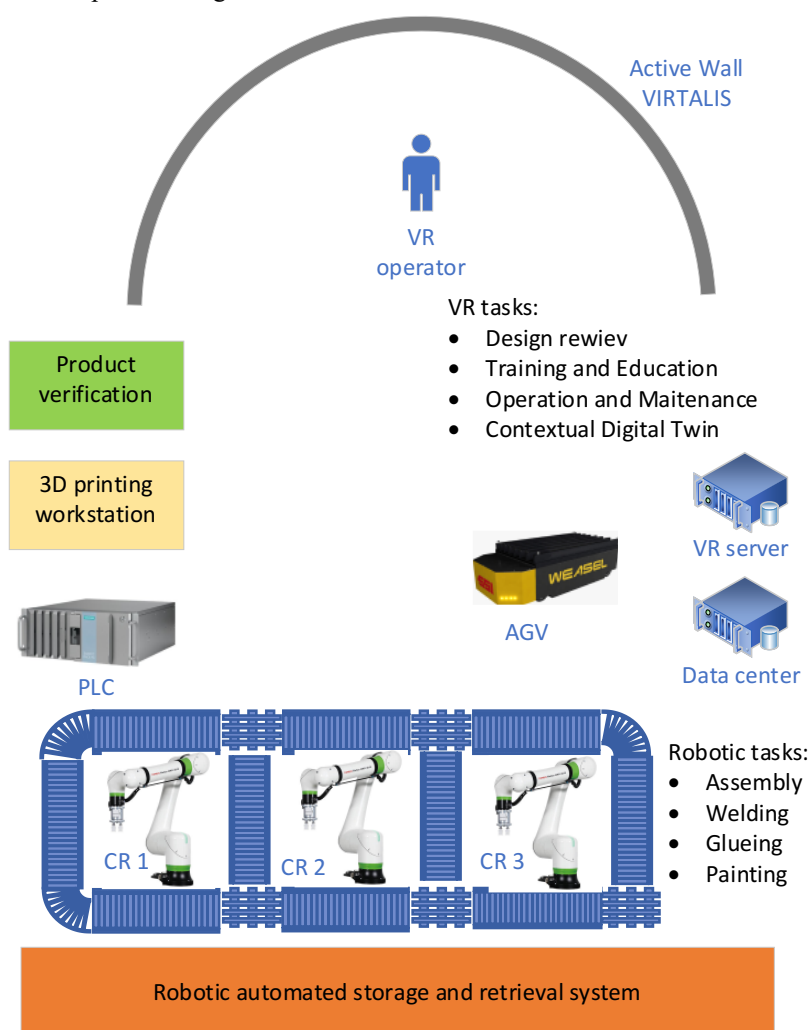 Active Wall
VIRTALIS
VR
operator
VR tasks:
• Design rewiev
• Training and Education
• Operation and Maitenance
• Contextual Digital Twin
Product
verification
3D printing
workstation
WEASEL
VR server
AGV
Data center
PLC
Robotic tasks:
• Assembly
• Welding
• Glueing
• Painting
CR 1
CR 2
CR 3
Robotic automated storage and retrieval system